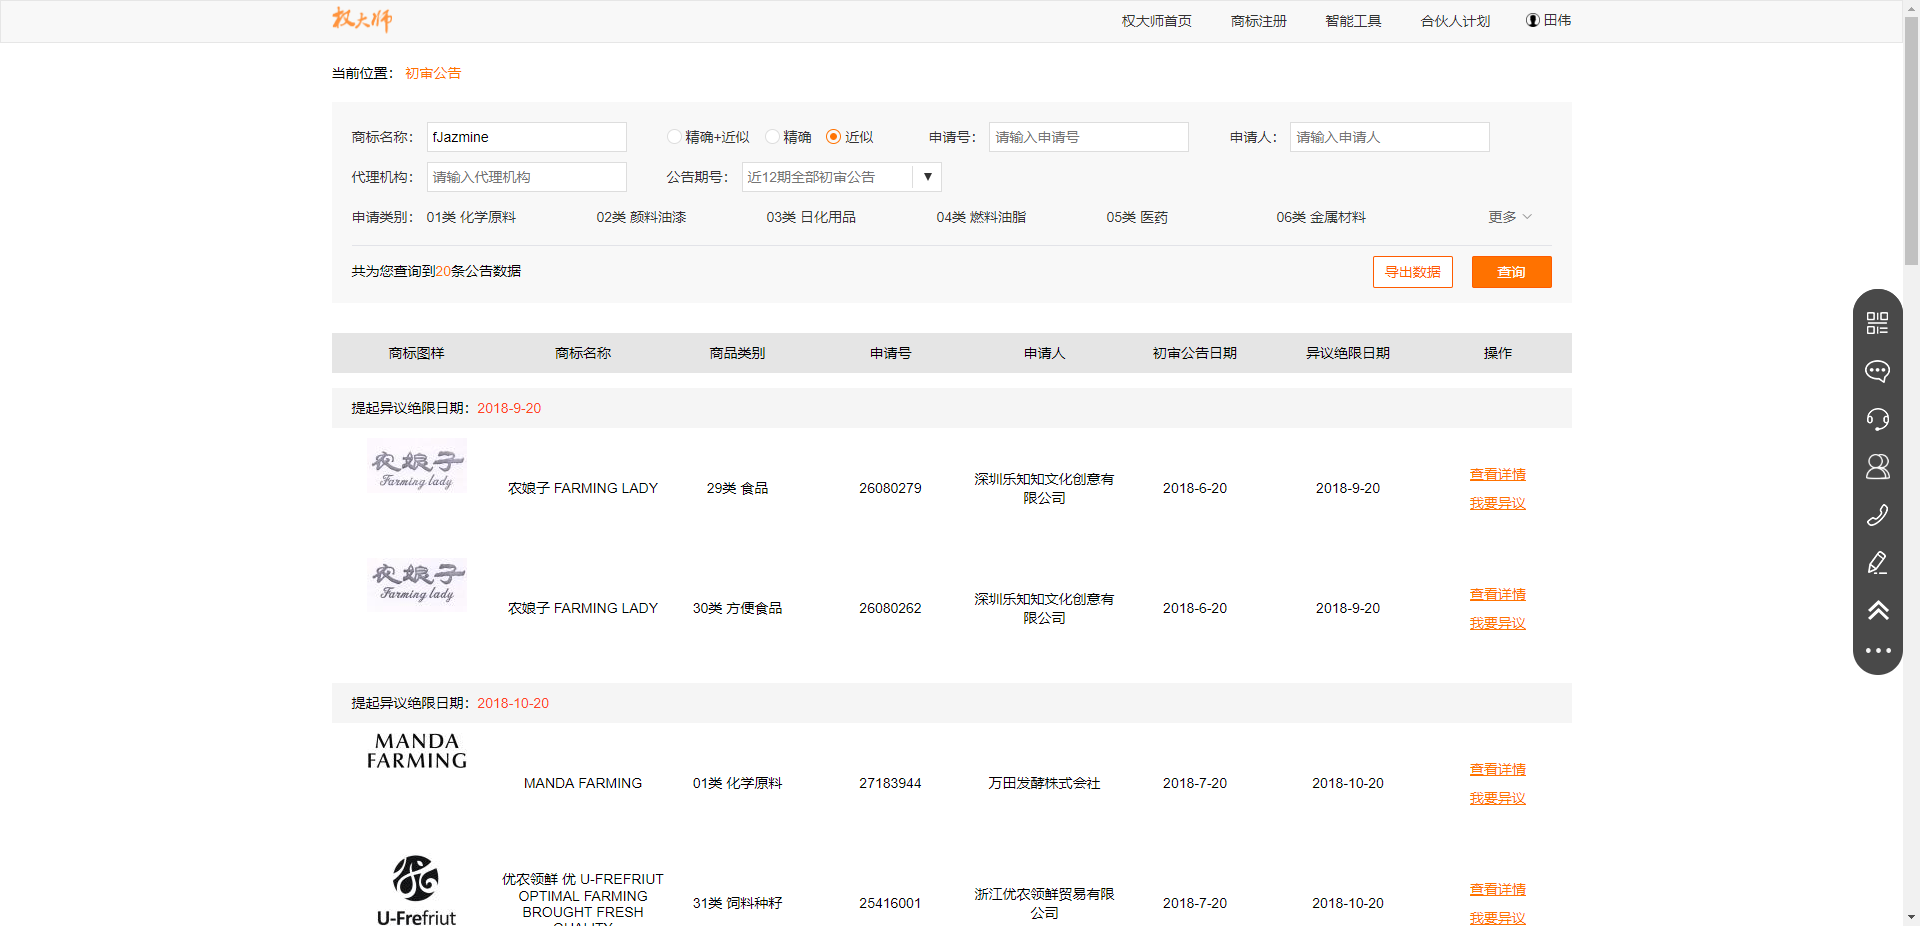 权大师
权大师首页 商标注册 智能工具 合伙人计划 田伟
当前位置： 初审公告
商标名称： fJazmine 精确+近似 精确 近似 申请号： 请输入申请号 申请人： 请输入申请人
代理机构： 请输入代理机构 公告期号： 近12期全部初审公告
申请类别： 01类 化学原料 02类 颜料油漆 03类 日化用品 04类 燃料油脂 05类 医药 06类 金属材料 更多
共为您查询到20条公告数据 导出数据 查询
商标图样 商标名称 商品类别 申请号 申请人 初审公告日期 异议绝限日期 操作
提起异议绝限日期：2018-9-20
农娘子
Farming lady
农娘子 FARMING LADY 29类 食品 26080279 深圳乐知知文化创意有
限公司 2018-6-20 2018-9-20 查看详情
我要异议
农娘子
Farming lady
农娘子 FARMING LADY 30类 方便食品 26080262 深圳乐知知文化创意有
限公司 2018-6-20 2018-9-20 查看详情
我要异议
提起异议绝限日期：2018-10-20
MANDA
FARMING
MANDA FARMING 01类 化学原料 27183944 万田发酵株式会社 2018-7-20 2018-10-20 查看详情
我要异议
U-Frefriut
优农领鲜 优 U-FREFRIUT
OPTIMAL FARMING
BROUGHT FRESH
QUALITY
31类 饲料种籽 25416001 浙江优农领鲜贸易有限
公司 2018-7-20 2018-10-20 查看详情
我要异议